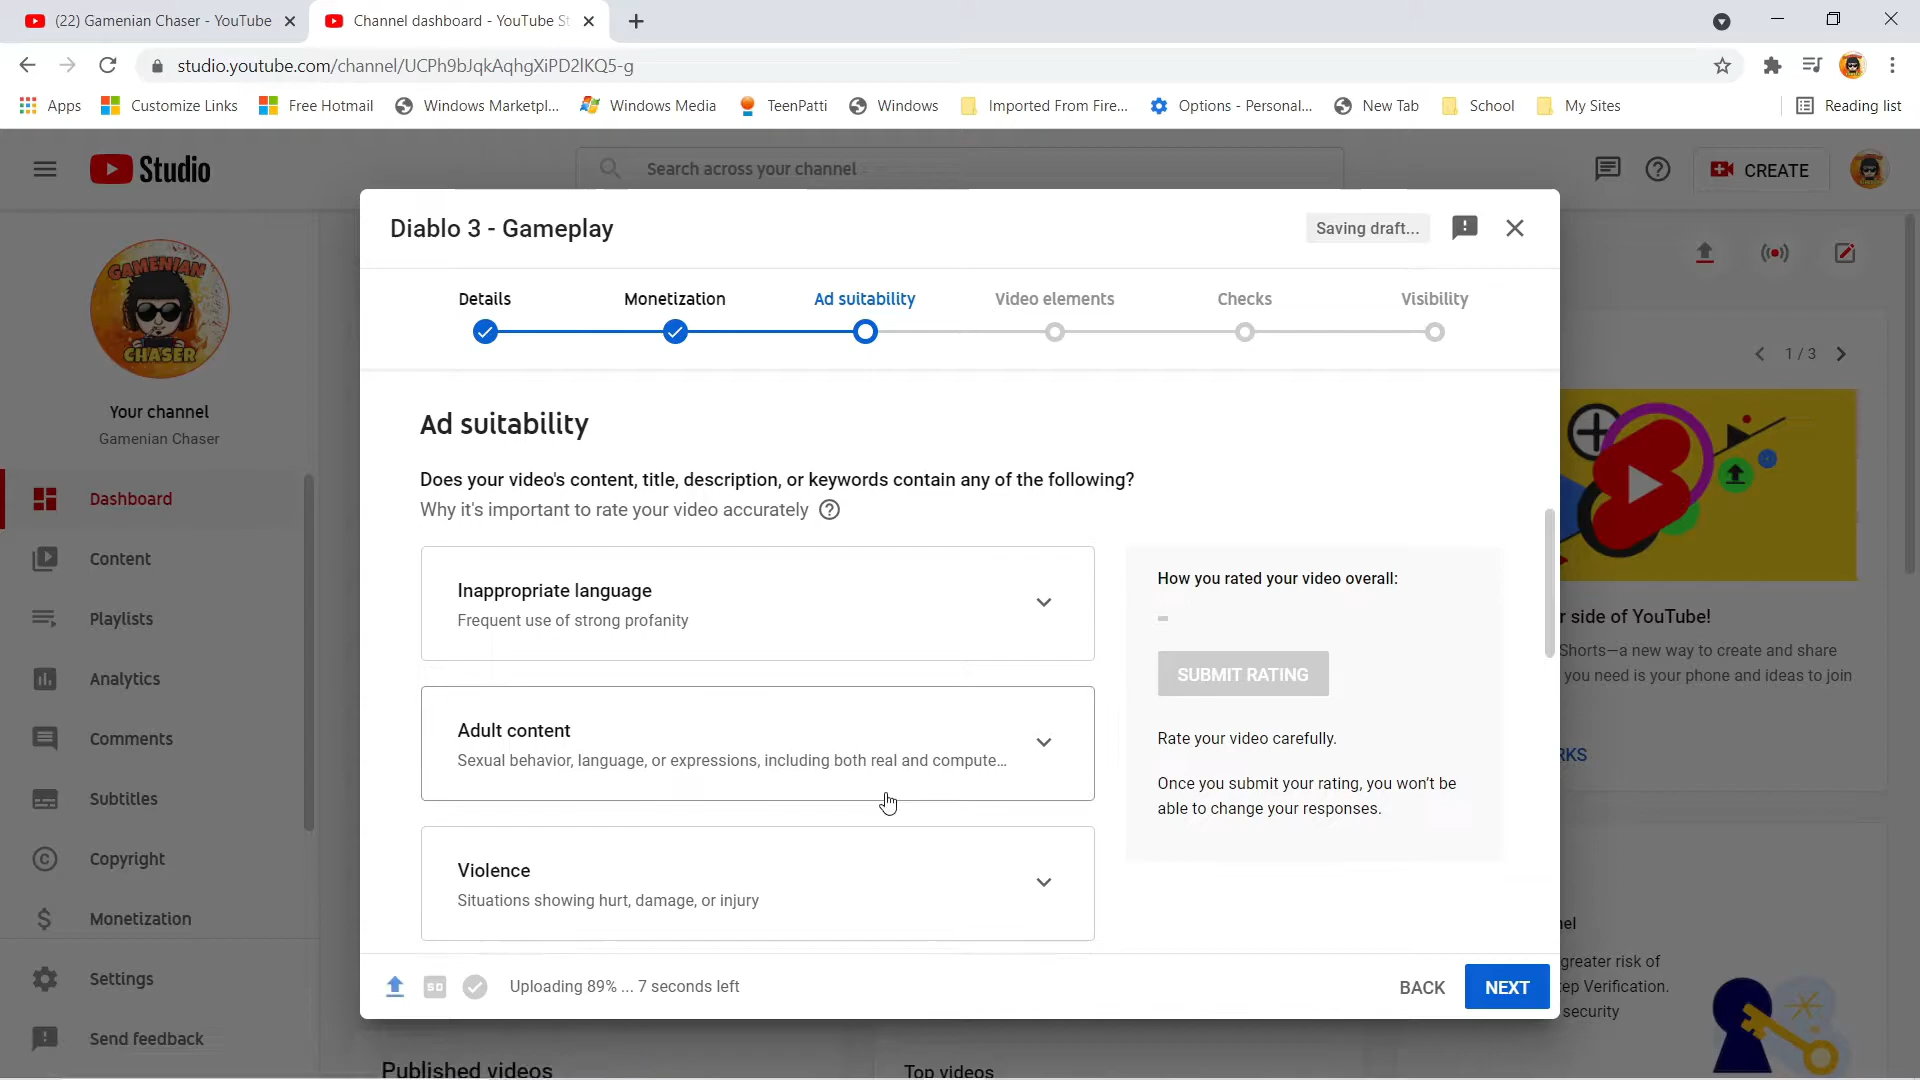 (22) Gamenian Chaser - YouTube
Channel dashboard - YouTube St
studio.youtube.com/channel/UCPh9bJqkAqhgXiPD2lKQ5-g
Apps
Customize Links
Free Hotmail
Windows Marketpl...
Windows Media
TeenPatti
Windows
Imported From Fire...
Options - Personal...
New Tab
School
My Sites
Reading list
Studio
Search across your channel
CREATE
GAMENIAN
CHASER
Your channel
Gamenian Chaser
Dashboard
Content
Playlists
Analytics
Comments
Subtitles
Copyright
Monetization
Settings
Send feedback
Diablo 3 - Gameplay
Saving draft...
Details
Monetization
Ad suitability
Video elements
Checks
Visibility
Ad suitability
Does your video's content, title, description, or keywords contain any of the following?
Why it's important to rate your video accurately
Inappropriate language
Frequent use of strong profanity
Adult content
Sexual behavior, language, or expressions, including both real and compute...
Violence
Situations showing hurt, damage, or injury
How you rated your video overall:
-
SUBMIT RATING
Rate your video carefully.
Once you submit your rating, you won't be
able to change your responses.
SD
Uploading 89% ... 7 seconds left
BACK
NEXT
1 / 3
r side of YouTube!
Shorts—a new way to create and share
you need is your phone and ideas to join
RKS
nel
greater risk of
tep Verification.
security
Published videos
Top videos